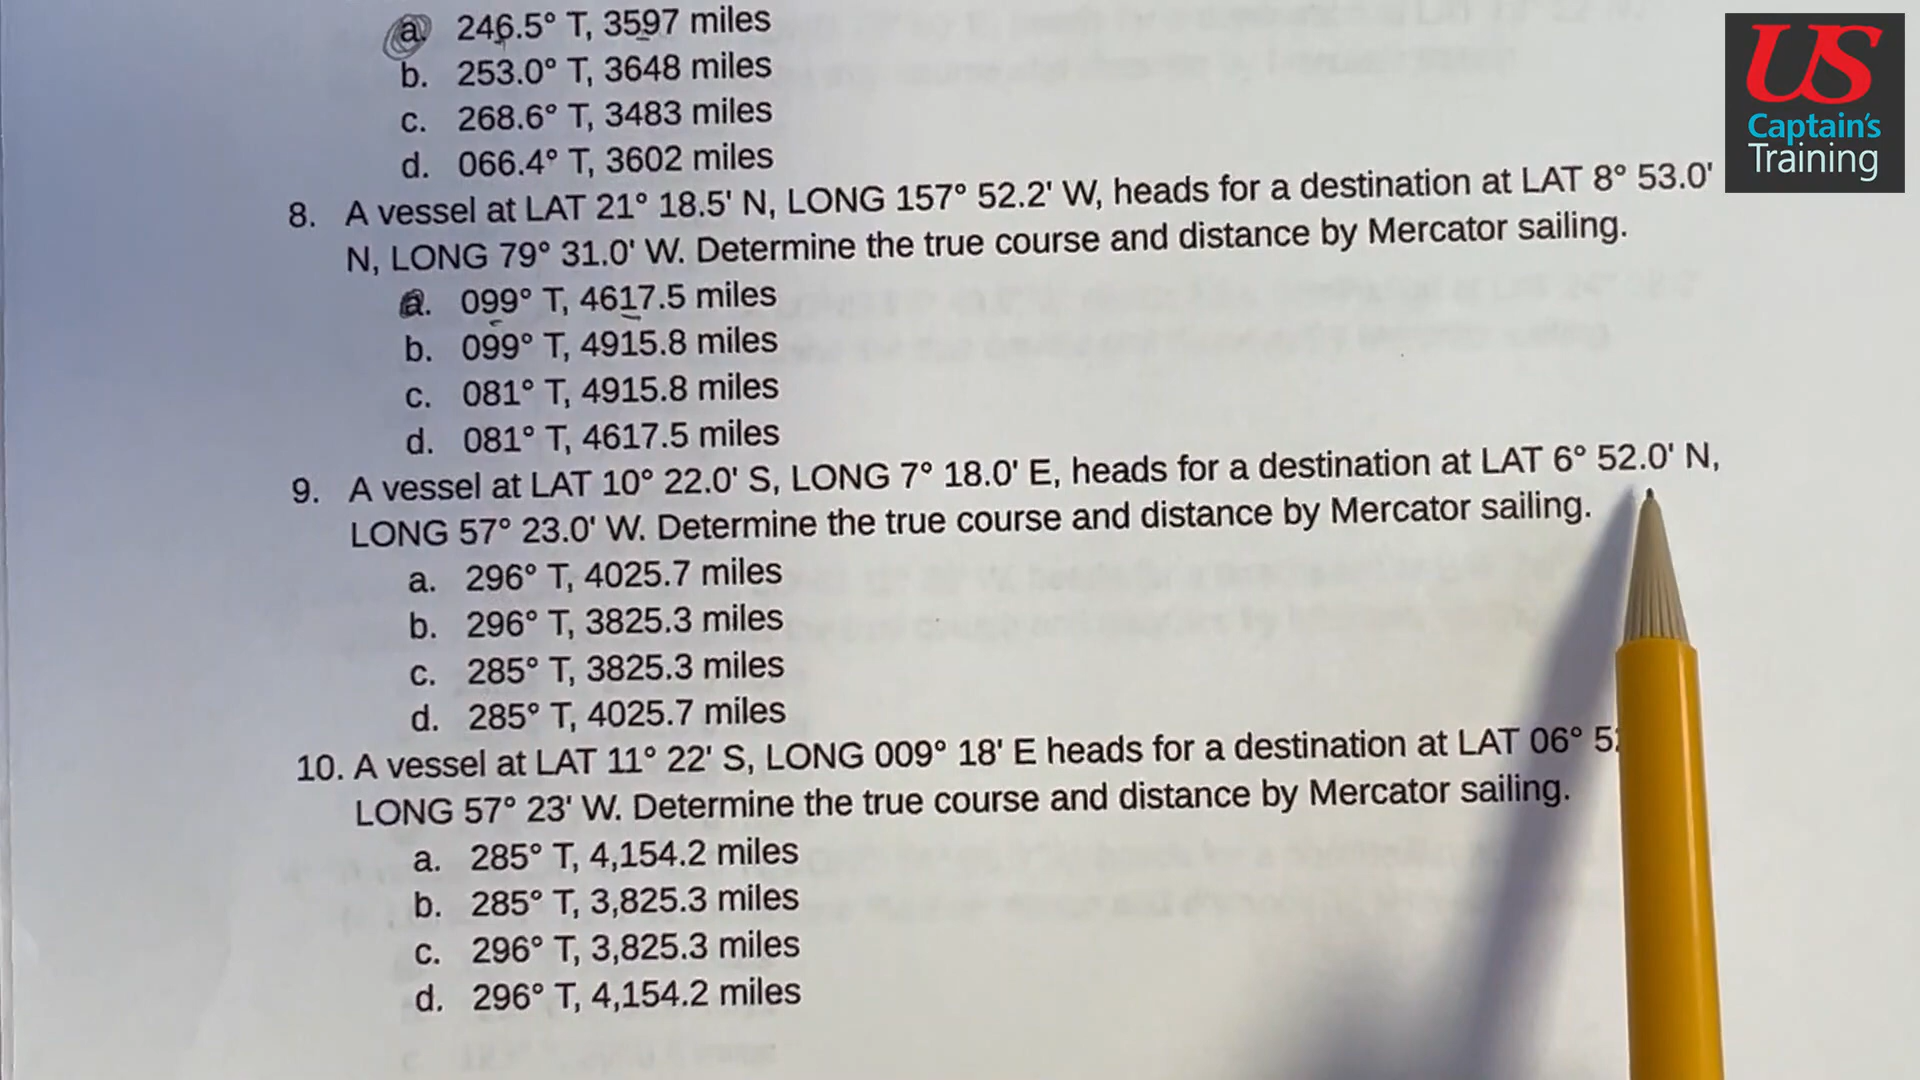 a. 246.5° T, 3597 miles
b. 253.0° T, 3648 miles
c. 268.6° T, 3483 miles
d. 066.4° T, 3602 miles
8. A vessel at LAT 21° 18.5' N, LONG 157° 52.2' W, heads for a destination at LAT 8° 53.0'
N, LONG 79° 31.0' W. Determine the true course and distance by Mercator sailing.
a. 099° T, 4617.5 miles
b. 099° T, 4915.8 miles
c. 081° T, 4915.8 miles
d. 081° T, 4617.5 miles
9. A vessel at LAT 10° 22.0' S, LONG 7° 18.0' E, heads for a destination at LAT 6° 52.0' N,
LONG 57° 23.0' W. Determine the true course and distance by Mercator sailing.
a. 296° T, 4025.7 miles
b. 296° T, 3825.3 miles
c. 285° T, 3825.3 miles
d. 285° T, 4025.7 miles
10. A vessel at LAT 11° 22' S, LONG 009° 18' E heads for a destination at LAT 06°
LONG 57° 23' W. Determine the true course and distance by Mercator sailing.
a. 285° T, 4,154.2 miles
b. 285° T, 3,825.3 miles
c. 296° T, 3,825.3 miles
d. 296° T, 4,154.2 miles
US
Captain's
Training